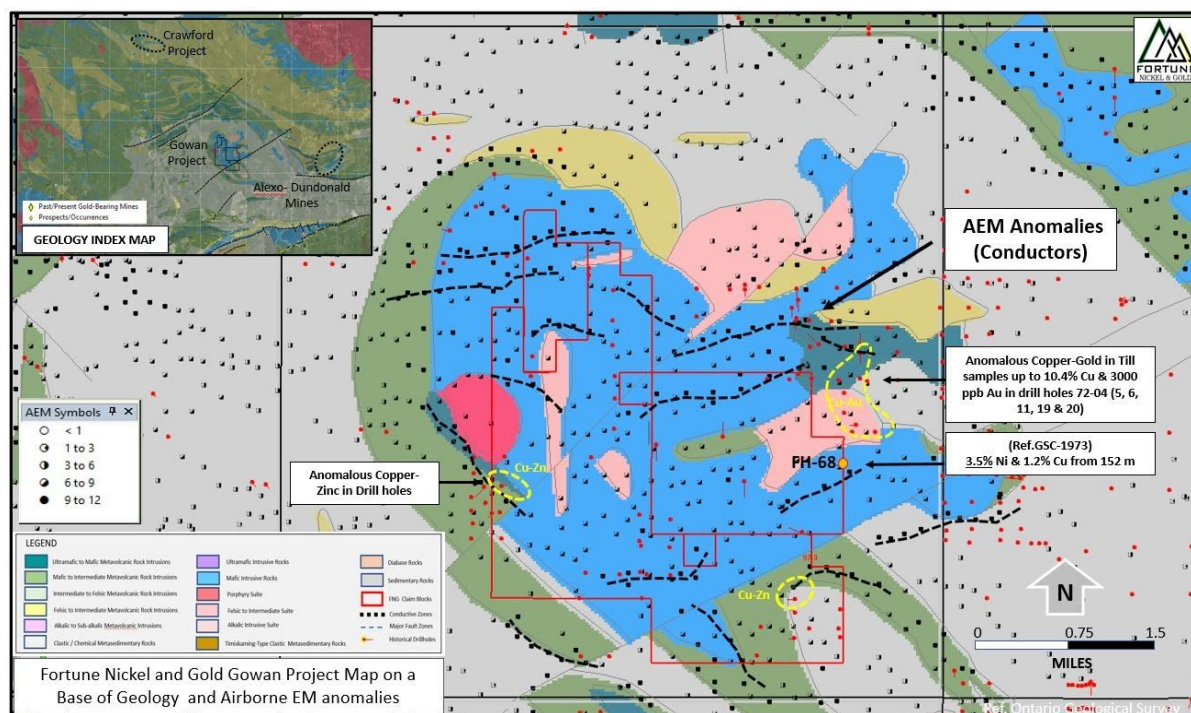 Crawford
Project
Gowan
Project
Alexo- Dundonald
Mines
Past/Present Gold-Bearing Mines
Prospects/Occurrences
GEOLOGY INDEX MAP
FORTUNE
NICKEL & GOLD
AEM Anomalies
(Conductors)
Anomalous Copper-Gold in Till
samples up to 10.4% Cu & 3000
ppb Au in drill holes 72-04 (5, 6,
11, 19 & 20)
Cu-Au
(Ref.GSC-1973)
3.5% Ni & 1.2% Cu from 152 m
FH-68
AEM Symbols
< 1
1 to 3
3 to 6
6 to 9
9 to 12
Anomalous Copper-
Zinc in Drill holes
Cu-Zn
Cu-Zn
LEGEND
Ultramafic to Mafic Metavolcanic Rock Intrusions
Mafic to Intermediate Metavolcanic Rock Intrusions
Intermediate to Felsic Metavolcanic Rock Intrusions
Felsic to Intermediate Metavolcanic Rock Intrusions
Alkalic to Sub-alkalic Metavolcanic Intrusions
Clastic / Chemical Metasedimentary Rocks
Ultramafic Intrusive Rocks
Mafic Intrusive Rocks
Porphyry Suite
Felsic to Intermediate Suite
Alkalic Intrusive Suite
Timiskaming-Type Clastic Metasedimentary Rocks
Diabase Rocks
Sedimentary Rocks
FNG Claim Blocks
Conductive Zones
Major Fault Zones
Historical Drillholes
Fortune Nickel and Gold Gowan Project Map on a
Base of Geology and Airborne EM anomalies
N
0 0.75 1.5
MILES
Ref. Ontario Geological Survey